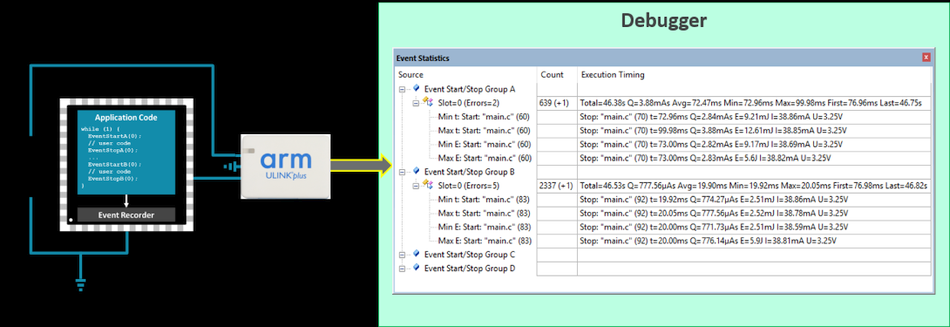 Debugger
Application Code
while (1) {
EventStartA(0);
// user code
EventStopA(0);
...
EventStartB(0);
// user code
EventStopB(0);
}
Event Recorder
arm
ULINKplus
Event Statistics
Source Count Execution Timing
Event Start/Stop Group A
Slot=0 (Errors=2) 639 (+1) Total=46.38s Q=3.88mAs Avg=72.47ms Min=72.96ms Max=99.98ms First=76.96ms Last=46.75s
Min t: Start: "main.c" (60) Stop: "main.c" (70) t=72.96ms Q=2.84mAs E=9.21mJ I=38.86mA U=3.25V
Max t: Start: "main.c" (60) Stop: "main.c" (70) t=99.98ms Q=3.88mAs E=12.61mJ I=38.85mA U=3.25V
Min E: Start: "main.c" (60) Stop: "main.c" (70) t=73.00ms Q=2.82mAs E=9.17mJ I=38.69mA U=3.25V
Max E: Start: "main.c" (60) Stop: "main.c" (70) t=73.00ms Q=2.83mAs E=5.6J I=38.82mA U=3.25V
Event Start/Stop Group B
Slot=0 (Errors=5) 2337 (+1) Total=46.53s Q=777.56µAs Avg=19.90ms Min=19.92ms Max=20.05ms First=76.98ms Last=46.82s
Min t: Start: "main.c" (83) Stop: "main.c" (92) t=19.92ms Q=774.27µAs E=2.51mJ I=38.86mA U=3.25V
Max t: Start: "main.c" (83) Stop: "main.c" (92) t=20.05ms Q=777.56µAs E=2.52mJ I=38.78mA U=3.25V
Min E: Start: "main.c" (83) Stop: "main.c" (92) t=20.00ms Q=771.73µAs E=2.51mJ I=38.59mA U=3.25V
Max E: Start: "main.c" (83) Stop: "main.c" (92) t=20.00ms Q=776.14µAs E=5.9J I=38.81mA U=3.25V
Event Start/Stop Group C
Event Start/Stop Group D